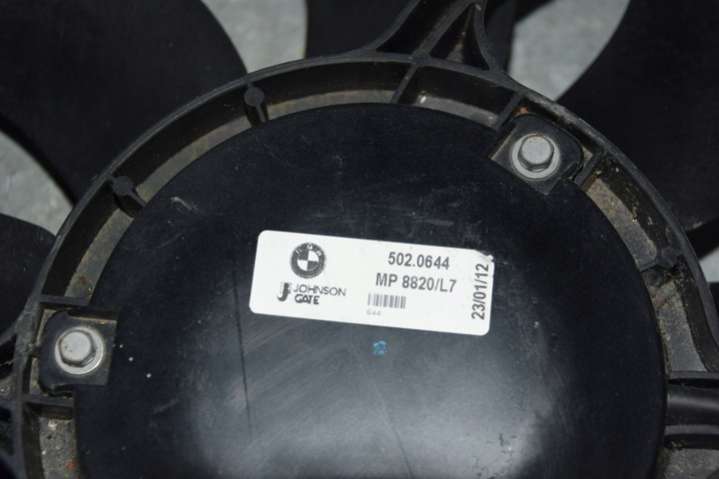 502.0644
JOHNSON
GATE
MP 8820/L7
23/01/12